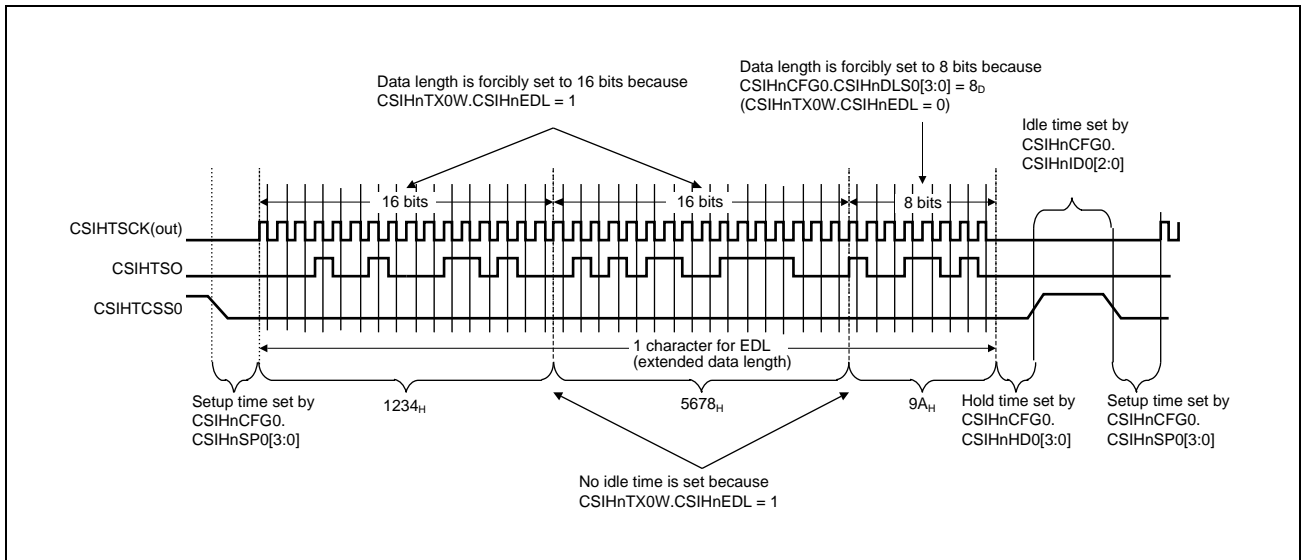 Data length is forcibly set to 16 bits because
CSIHnTX0W.CSIHnEDL = 1
Data length is forcibly set to 8 bits because
CSIHnCFG0.CSIHnDLS0[3:0] = 8D
(CSIHnTX0W.CSIHnEDL = 0)
Idle time set by
CSIHnCFG0.
CSIHnID0[2:0]
16 bits
16 bits
8 bits
CSIHTSCK(out)
CSIHTSO
CSIHTCSS0
1 character for EDL
(extended data length)
Setup time set by
CSIHnCFG0.
CSIHnSP0[3:0]
1234H
5678H
9AH
Hold time set by
CSIHnCFG0.
CSIHnHD0[3:0]
Setup time set by
CSIHnCFG0.
CSIHnSP0[3:0]
No idle time is set because
CSIHnTX0W.CSIHnEDL = 1